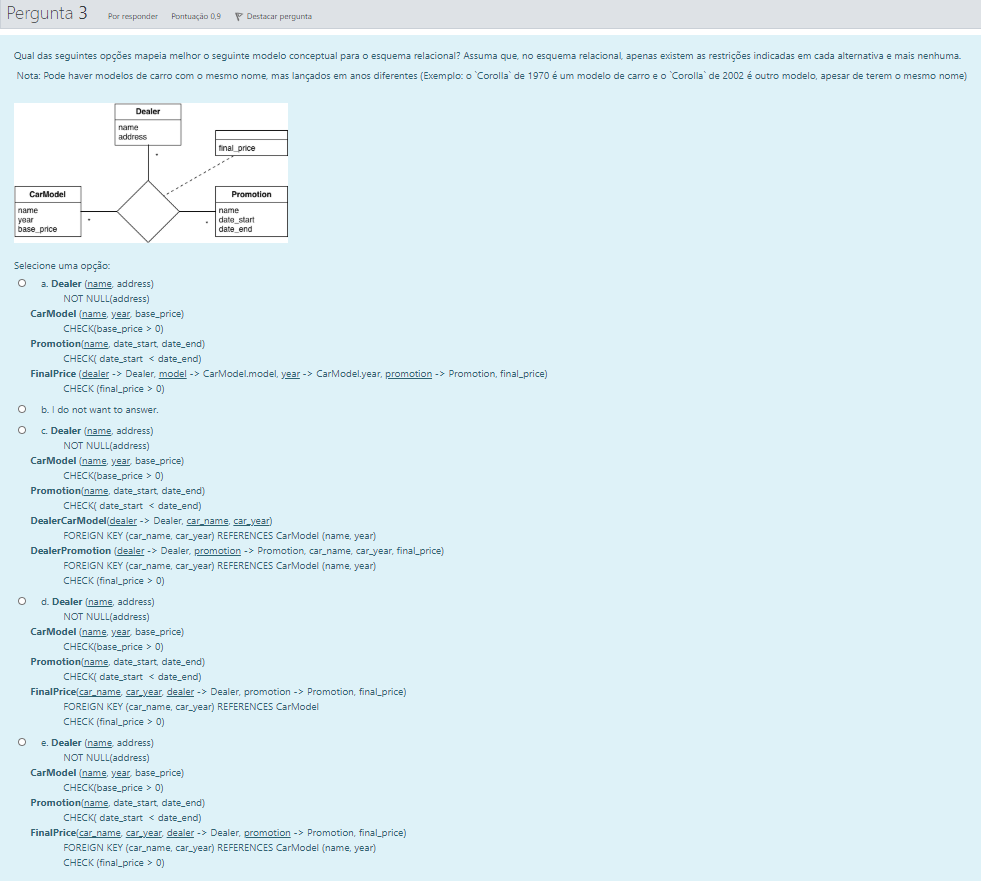 Pergunta 3 Por responder Pontuação 0,9 Destacar pergunta
Qual das seguintes opções mapeia melhor o seguinte modelo conceptual para o esquema relacional? Assuma que, no esquema relacional, apenas existem as restrições indicadas em cada alternativa e mais nenhuma.
Nota: Pode haver modelos de carro com o mesmo nome, mas lançados em anos diferentes (Exemplo: o `Corolla` de 1970 é um modelo de carro e o `Corolla` de 2002 é outro modelo, apesar de terem o mesmo nome)
Dealer
name
address
*
final_price
CarModel
name
year
base_price
*
Promotion
name
date_start
date_end
*
Selecione uma opção:
a. Dealer (name, address)
NOT NULL(address)
CarModel (name, year, base_price)
CHECK(base_price > 0)
Promotion(name, date_start, date_end)
CHECK( date_start < date_end)
FinalPrice (dealer -> Dealer, model -> CarModel.model, year -> CarModel.year, promotion -> Promotion, final_price)
CHECK (final_price > 0)
b. I do not want to answer.
c. Dealer (name, address)
NOT NULL(address)
CarModel (name, year, base_price)
CHECK(base_price > 0)
Promotion(name, date_start, date_end)
CHECK( date_start < date_end)
DealerCarModel(dealer -> Dealer, car_name, car_year)
FOREIGN KEY (car_name, car_year) REFERENCES CarModel (name, year)
DealerPromotion (dealer -> Dealer, promotion -> Promotion, car_name, car_year, final_price)
FOREIGN KEY (car_name, car_year) REFERENCES CarModel (name, year)
CHECK (final_price > 0)
d. Dealer (name, address)
NOT NULL(address)
CarModel (name, year, base_price)
CHECK(base_price > 0)
Promotion(name, date_start, date_end)
CHECK( date_start < date_end)
FinalPrice(car_name, car_year, dealer -> Dealer, promotion -> Promotion, final_price)
FOREIGN KEY (car_name, car_year) REFERENCES CarModel
CHECK (final_price > 0)
e. Dealer (name, address)
NOT NULL(address)
CarModel (name, year, base_price)
CHECK(base_price > 0)
Promotion(name, date_start, date_end)
CHECK( date_start < date_end)
FinalPrice(car_name, car_year, dealer -> Dealer, promotion -> Promotion, final_price)
FOREIGN KEY (car_name, car_year) REFERENCES CarModel (name, year)
CHECK (final_price > 0)